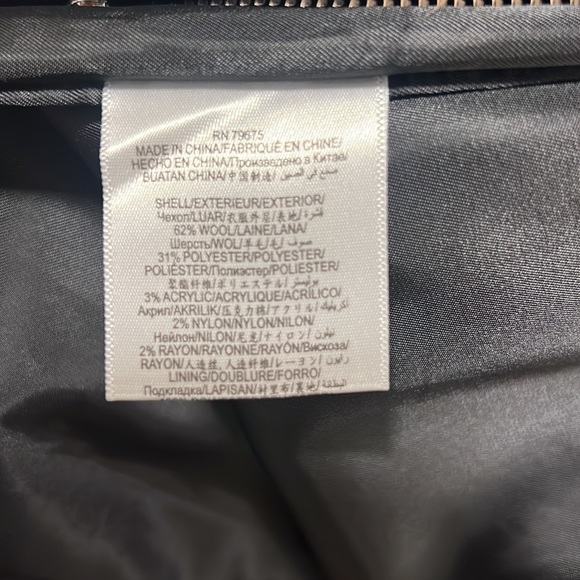 RN 79675
MADE IN CHINA/FABRIQUÉ EN CHINE/
HECHO EN CHINA/Произведено в Китае/
BUATAN CHINA/中国制造/ صنع في الصين/
SHELL/EXTERIEUR/EXTERIOR/
Чехол/LUAR/衣服外层/表地/قشرة/
62% WOOL/LAINE/LANA/
Шерсть/WOL/羊毛/毛/ صوف/
31% POLYESTER/POLYESTER/
POLIÉSTER/Полиэстер/POLIESTER/
聚酯纤维/ポリエステル/ بوليستر/
3% ACRYLIC/ACRYLIQUE/ACRÍLICO/
Акрил/AKRILIK/压克力棉/アクリル/ أكريليك/
2% NYLON/NYLON/NILON/
Нейлон/NILON/尼龙/ナイロン/ نيلون/
2% RAYON/RAYONNE/RAYÓN/Вискоза/
RAYON/人造丝, 人造纤维/レーヨン/ رايون/
LINING/DOUBLURE/FORRO/
Подкладка/LAPISAN/衬里布/裏地/ البطانة/